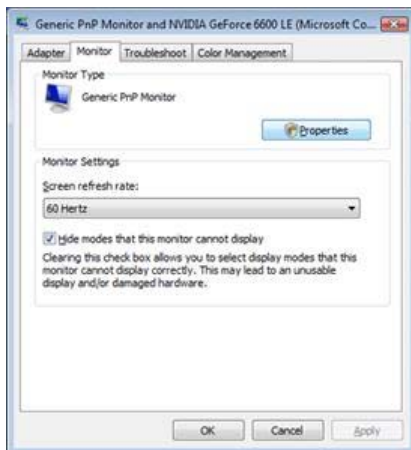 Generic PnP Monitor and NVIDIA GeForce 6600 LE (Microsoft Co...
Adapter Monitor Troubleshoot Color Management
Monitor Type
Generic PnP Monitor
Properties
Monitor Settings
Screen refresh rate:
60 Hertz
Hide modes that this monitor cannot display
Clearing this check box allows you to select display modes that this
monitor cannot display correctly. This may lead to an unusable
display and/or damaged hardware.
OK Cancel Apply